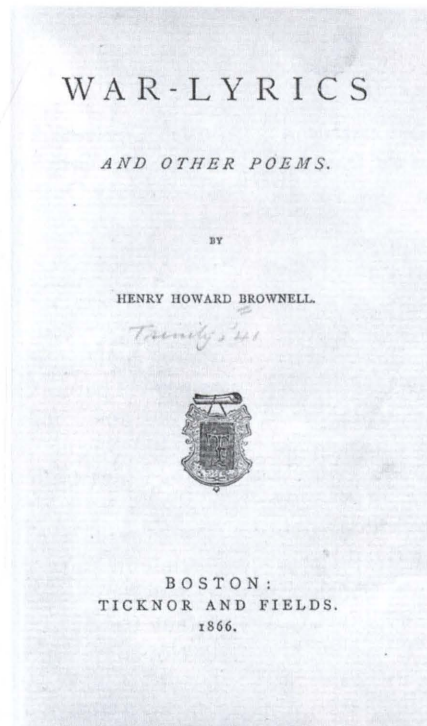 WAR-LYRICS
AND OTHER POEMS.
BY
HENRY HOWARD BROWNELL.
Trinity, '41
BOSTON:
TICKNOR AND FIELDS.
1866.